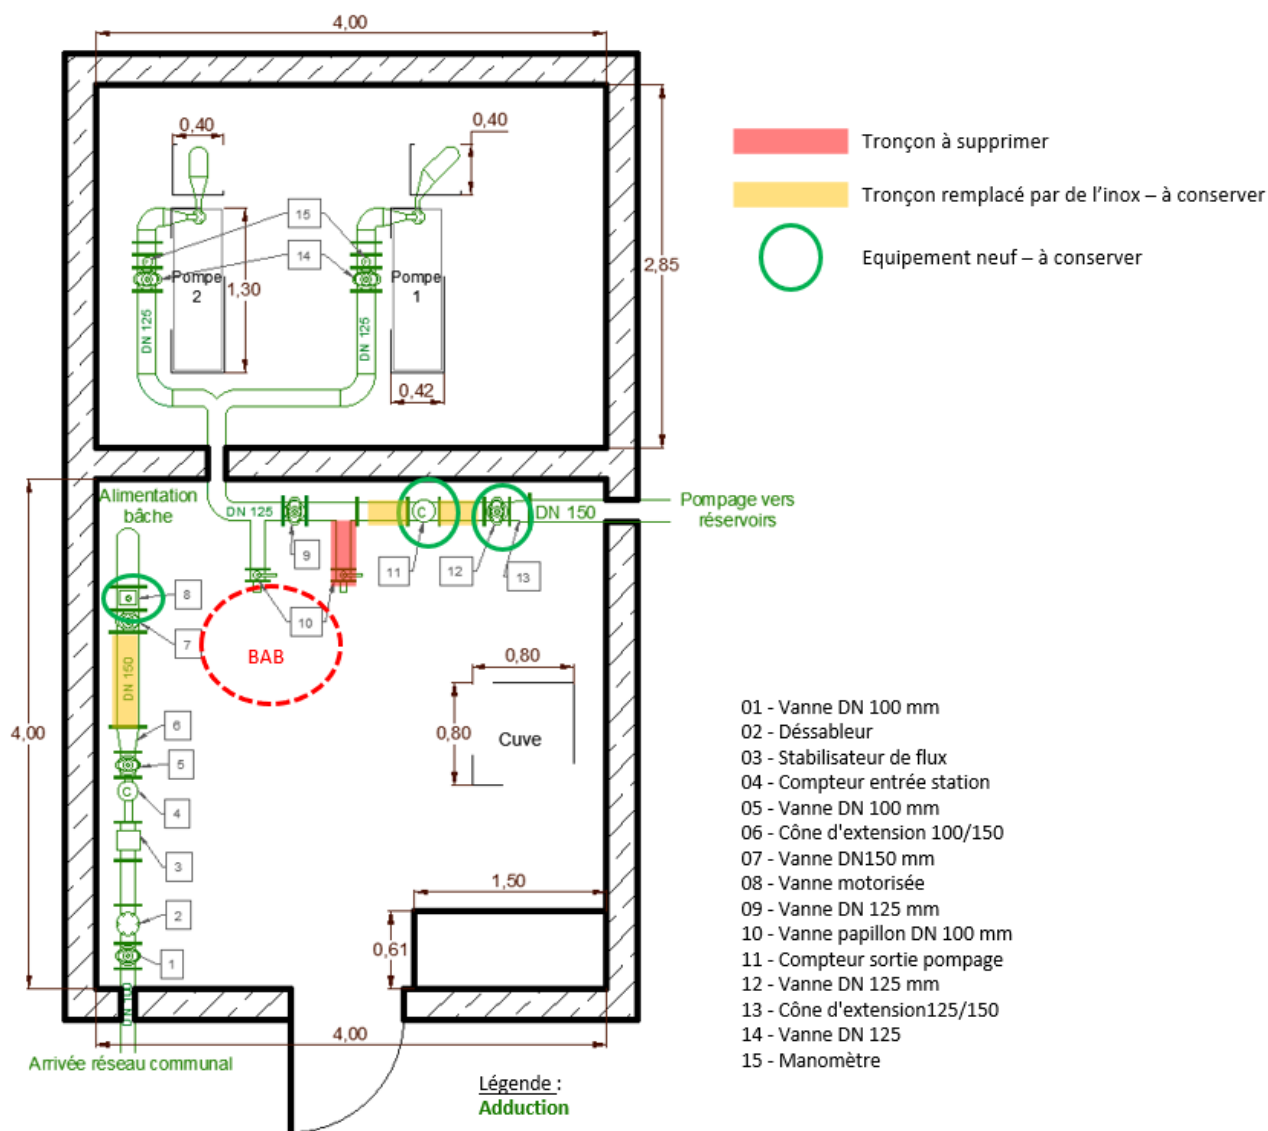 4,00
0,40
0,40
Tronçon à supprimer
Tronçon remplacé par de l’inox – à conserver
15
14
Equipement neuf – à conserver
2,85
Pompe
2
1,30
Pompe
1
DN 125
DN 125
0,42
Alimentation
bâche
Pompage vers
réservoirs
DN 125
C
DN 150
9
11
12
13
8
10
7
BAB
DN 150
0,80
0,80
Cuve
4,00
6
5
C
4
3
2
1
1,50
0,61
01 - Vanne DN 100 mm
02 - Déssableur
03 - Stabilisateur de flux
04 - Compteur entrée station
05 - Vanne DN 100 mm
06 - Cône d'extension 100/150
07 - Vanne DN150 mm
08 - Vanne motorisée
09 - Vanne DN 125 mm
10 - Vanne papillon DN 100 mm
11 - Compteur sortie pompage
12 - Vanne DN 125 mm
13 - Cône d'extension125/150
14 - Vanne DN 125
15 - Manomètre
DN 100
4,00
Arrivée réseau communal
Légende :
Adduction